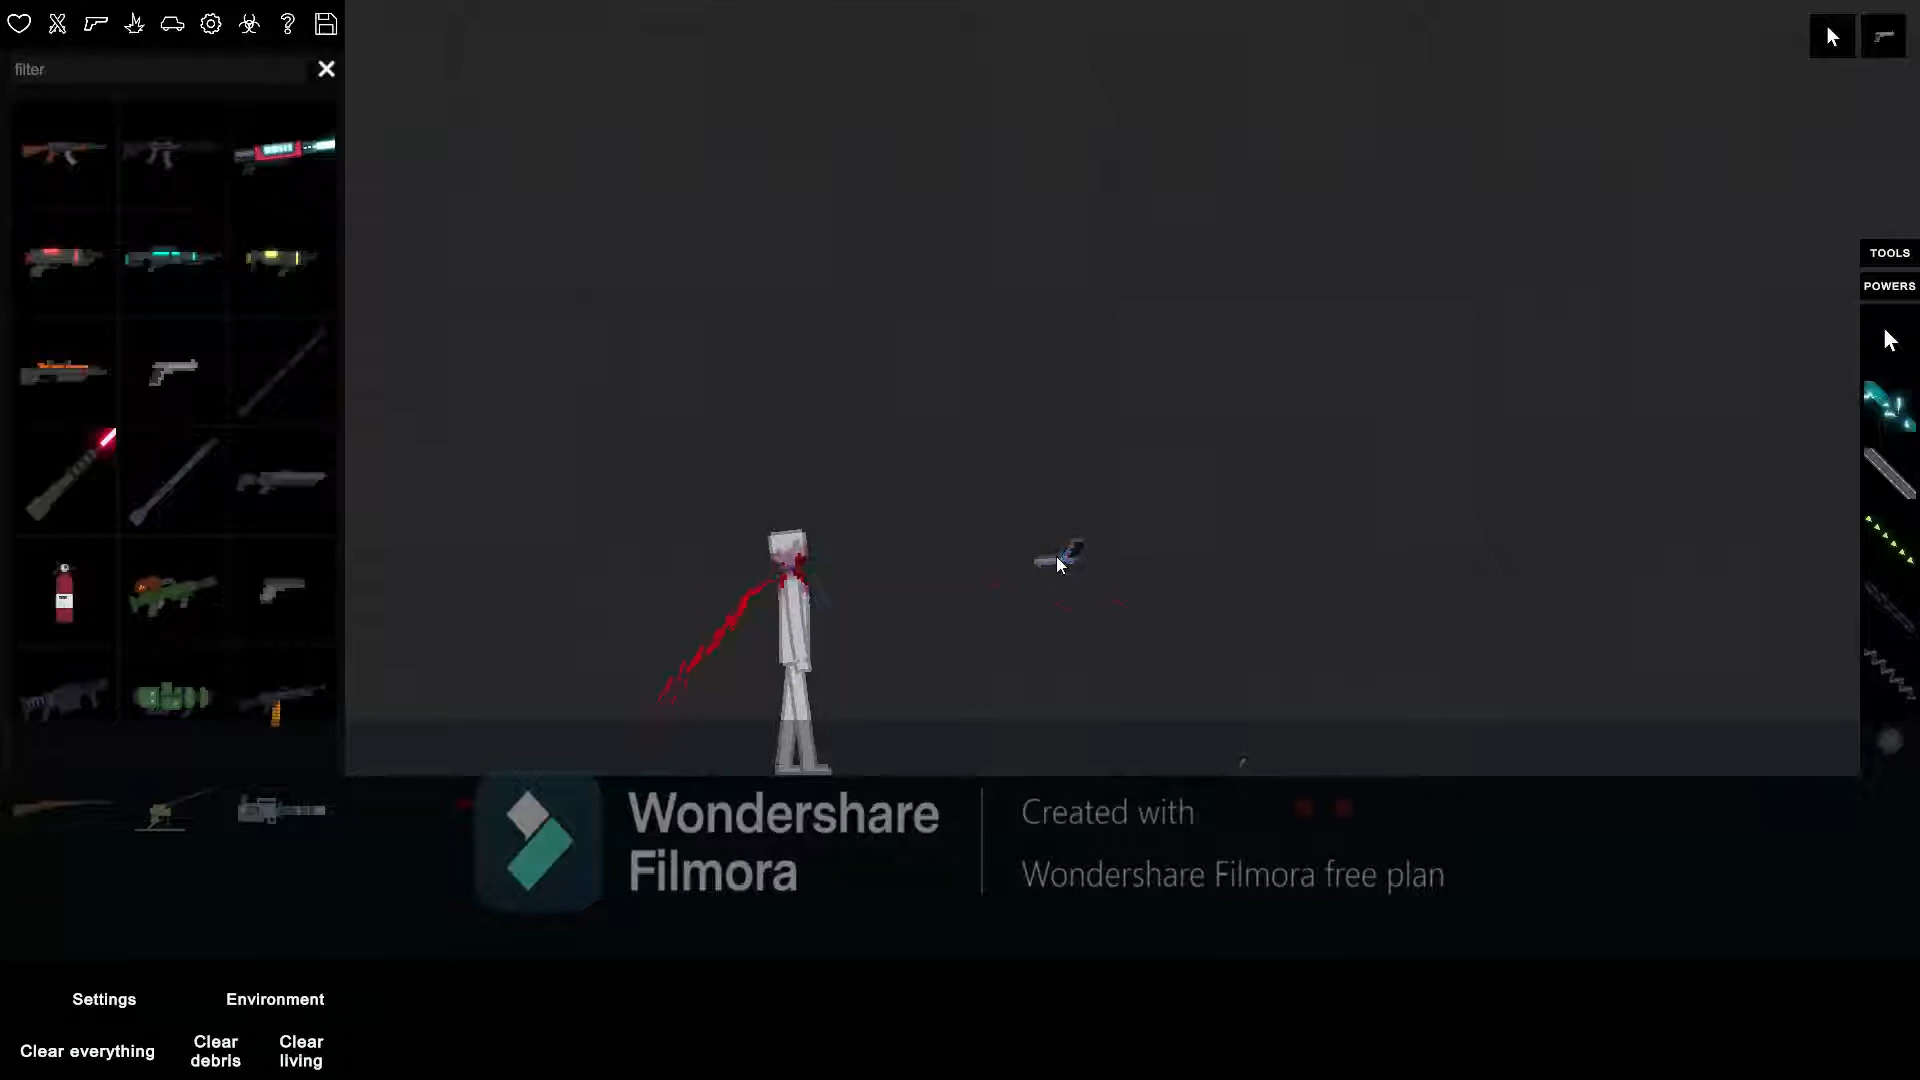 filter
TOOLS
POWERS
Wondershare
Filmora
Created with
Wondershare Filmora free plan
Settings
Environment
Clear everything
Clear
debris
Clear
living